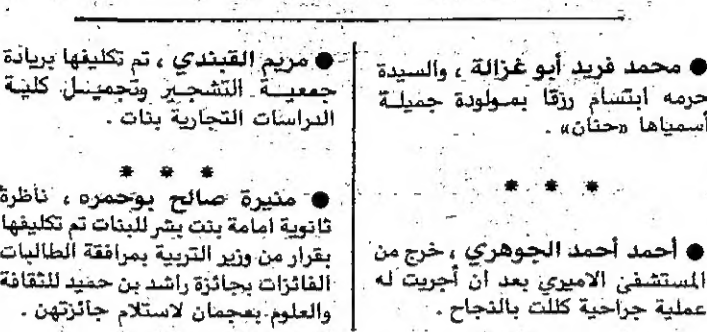 ● محمد فريد أبو غزالة ، والسيدة
حرمه ابتسام رزقا بمولودة جميلة
أسمياها «حنان» .
* * *
● أحمد أحمد الجوهري ، خرج من
المستشفى الاميري بعد ان أجريت له
عملية جراحية كللت بالنجاح .
● مريم القبندي ، تم تكليفها بريادة
جمعية التشجير وتجميل كلية
الدراسات التجارية بنات .
* * *
● منيرة صالح بوحمره ، ناظرة
ثانوية امامة بنت بشر للبنات تم تكليفها
بقرار من وزير التربية بمرافقة الطالبات
الفائزات بجائزة راشد بن حميد للثقافة
والعلوم بعجمان لاستلام جائزتهن .